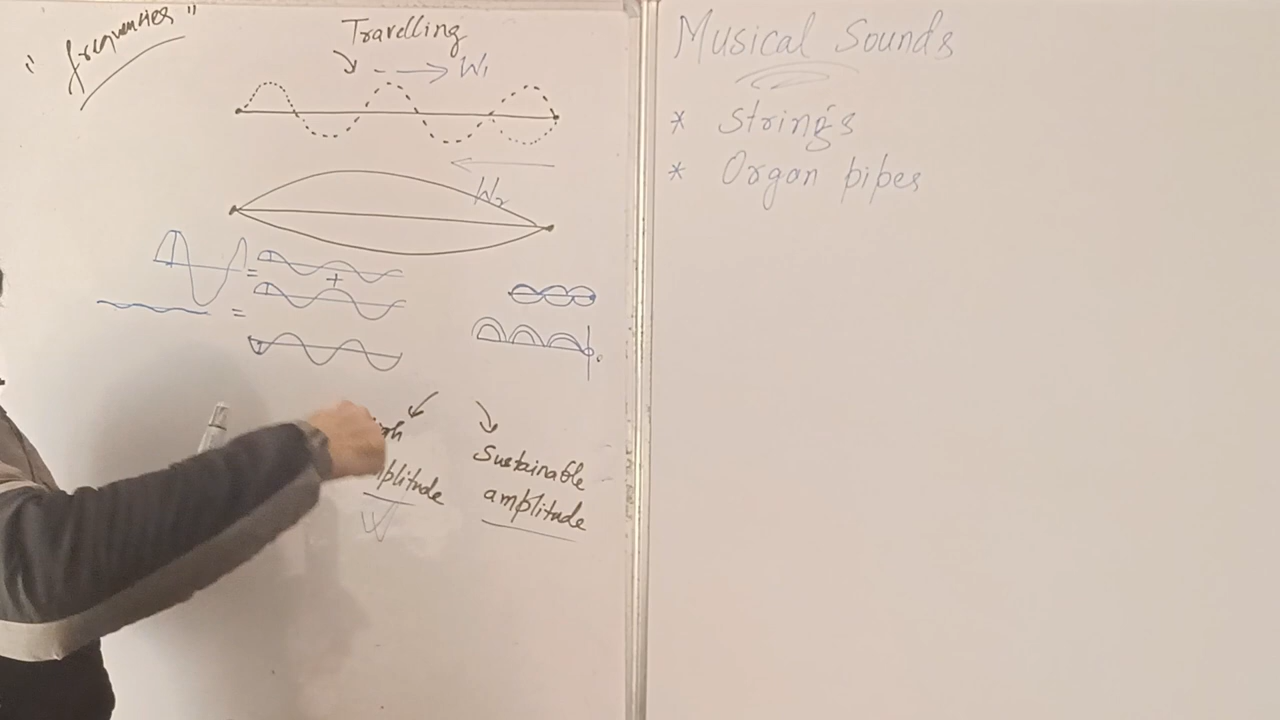 "frequencies"
Travelling
W₁
W₂
=
+
=
amplitude
Sustainable
amplitude
Musical Sounds
* Strings
* Organ pipes